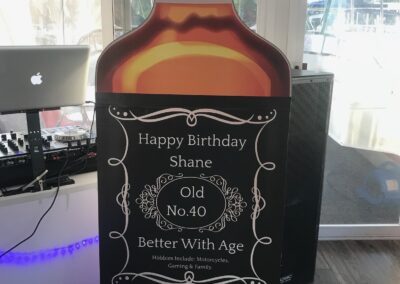 Happy Birthday
Shane
Old
No.40
Better With Age
Hobbies Include: Motorcycles,
Gaming & Family.